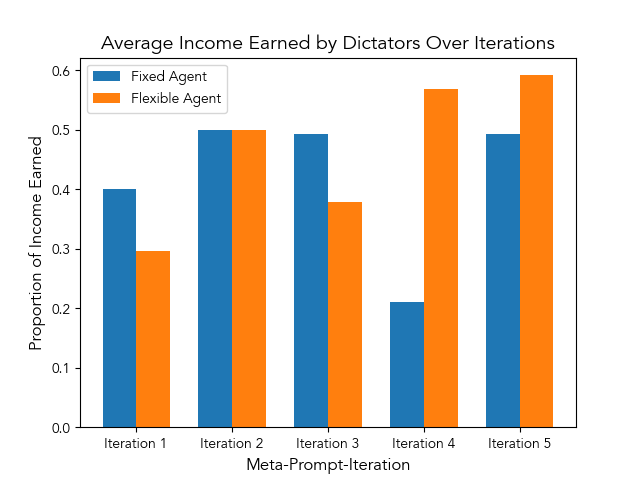 Average Income Earned by Dictators Over Iterations
Fixed Agent
Flexible Agent
Proportion of Income Earned
0.6
0.5
0.4
0.3
0.2
0.1
0.0
Iteration 1 Iteration 2 Iteration 3 Iteration 4 Iteration 5
Meta-Prompt-Iteration